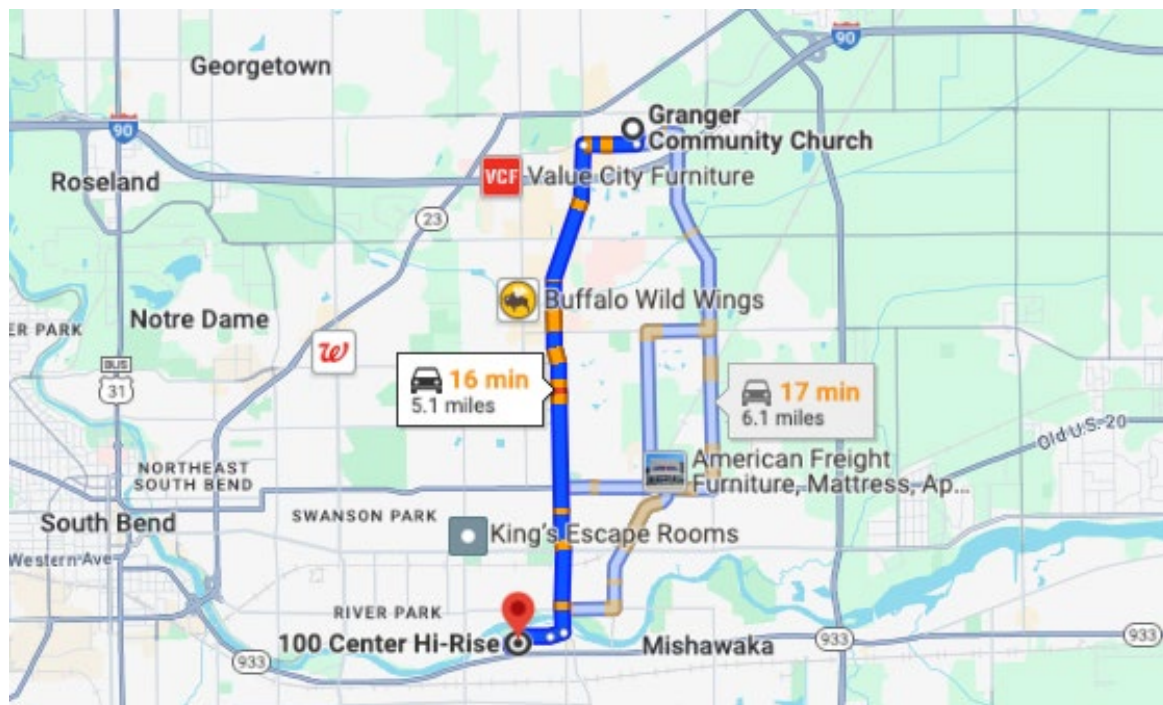 Georgetown
90
Granger
Community Church
90
Roseland
VCF
Value City Furniture
23
Buffalo Wild Wings
Notre Dame
ER PARK
BUS
31
16 min
5.1 miles
17 min
6.1 miles
Old U.S. 20
American Freight
Furniture, Mattress, Ap...
NORTHEAST
SOUTH BEND
SWANSON PARK
South Bend
King's Escape Rooms
Western Ave
RIVER PARK
100 Center Hi-Rise
Mishawaka
933
933
933